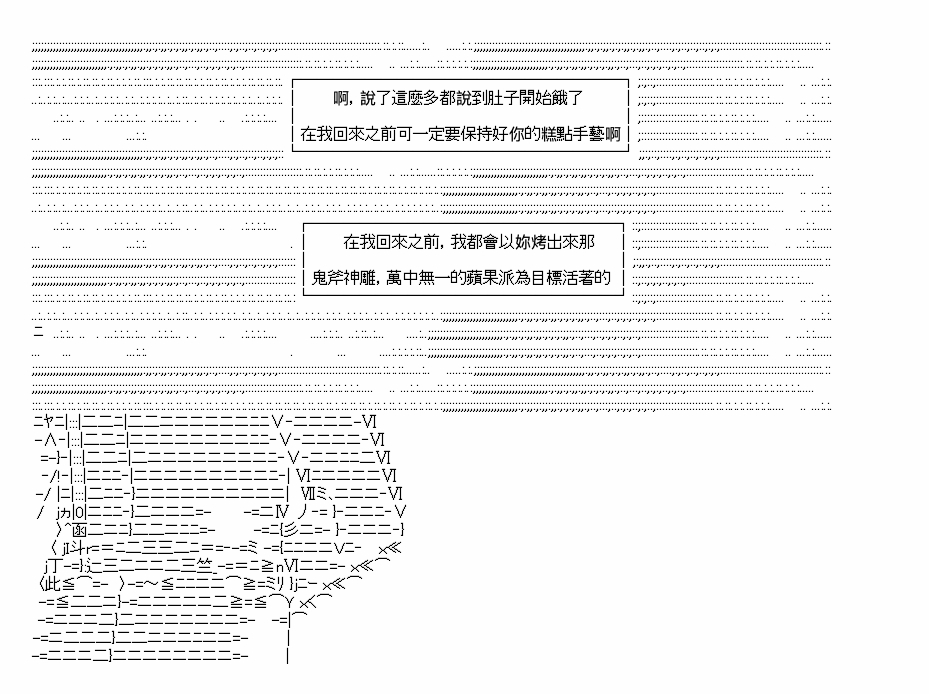 啊，說了這麼多都說到肚子開始餓了
在我回來之前可一定要保持好你的糕點手藝啊
在我回來之前，我都會以妳烤出來那
鬼斧神雕，萬中無一的蘋果派為目標活著的